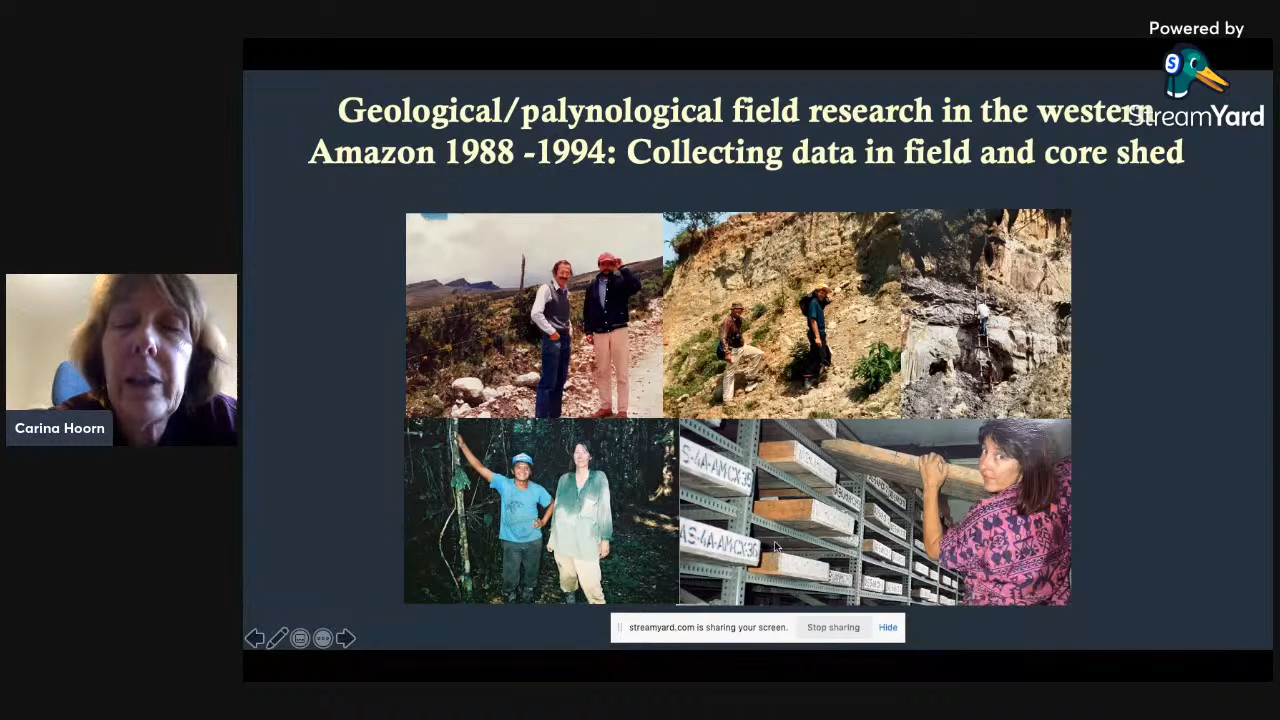 Powered by
StreamYard
Geological/palynological field research in the western
Amazon 1988 -1994: Collecting data in field and core shed
Carina Hoorn
S-4A-AMCX-35
AS-4A-AMCX-36
streamyard.com is sharing your screen.
Stop sharing
Hide